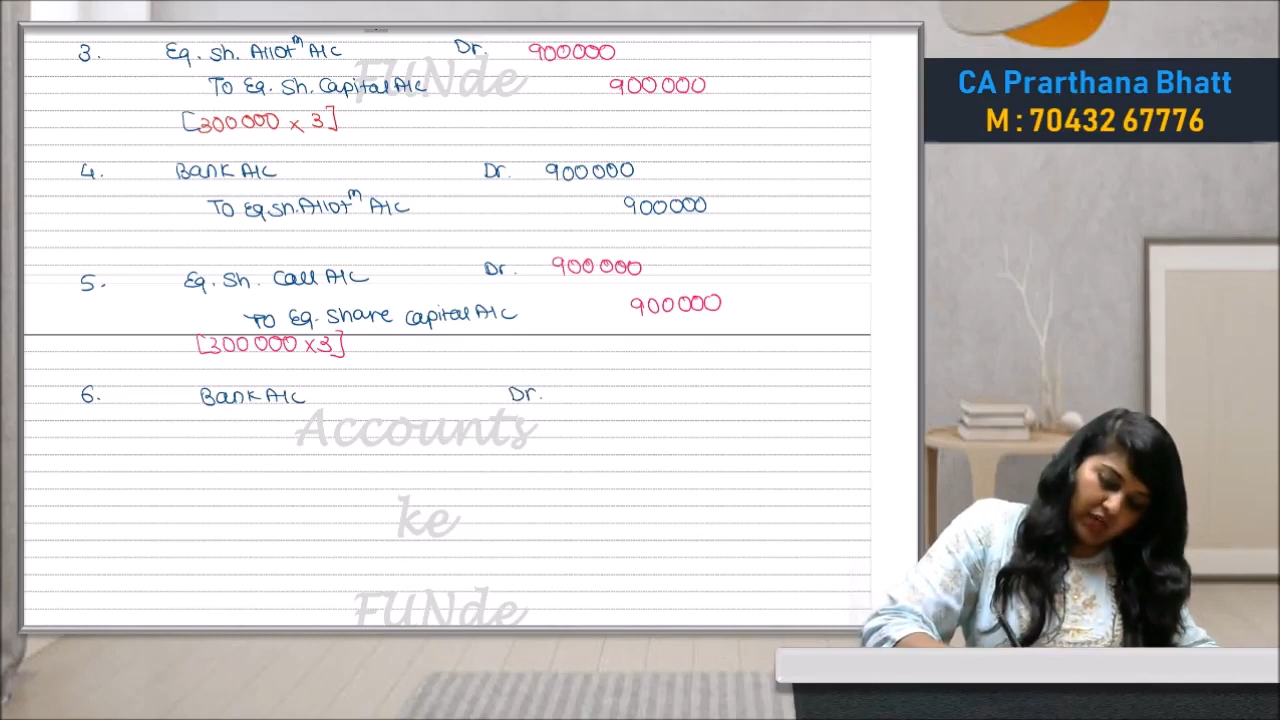 CA Prarthana Bhatt
M : 70432 67776
3. Eq. Sh. Allotᵐ A/c Dr. 900000
To Eq. Sh. Capital A/c 900000
[300000 x 3]
4. Bank A/c Dr. 900000
To Eq.Sh. Allotᵐ A/c 900000
5. Eq. Sh. Call A/c Dr. 900000
To Eq. Share Capital A/c 900000
[300000 x 3]
6. Bank A/c Dr.
FUNde
Accounts
ke
FUNde